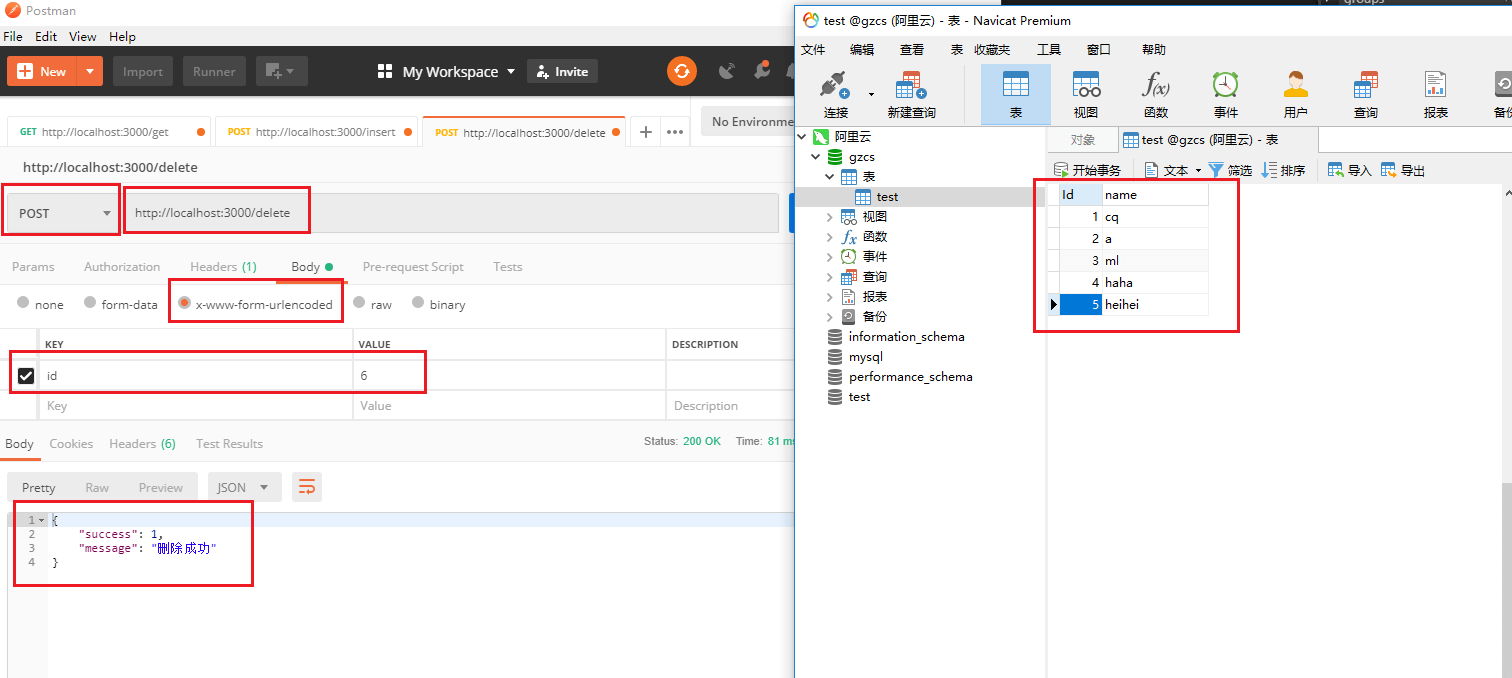 Postman
File Edit View Help
New Import Runner My Workspace Invite
GET http://localhost:3000/get POST http://localhost:3000/insert POST http://localhost:3000/delete No Environme
http://localhost:3000/delete
POST http://localhost:3000/delete
Params Authorization Headers (1) Body Pre-request Script Tests
none form-data x-www-form-urlencoded raw binary
KEY VALUE DESCRIPTION
id 6
Key Value Description
Body Cookies Headers (6) Test Results Status: 200 OK Time: 81 ms
Pretty Raw Preview JSON
1 {
2 "success": 1,
3 "message": "删除成功"
4 }
groups
test @gzcs (阿里云) - 表 - Navicat Premium
文件 编辑 查看 表 收藏夹 工具 窗口 帮助
连接 新建查询 表 视图 函数 事件 用户 查询 报表 备份
阿里云
gzcs
表
test
视图
函数
事件
查询
报表
备份
information_schema
mysql
performance_schema
test
对象 test @gzcs (阿里云) - 表
开始事务 文本 筛选 排序 导入 导出
Id name
1 cq
2 a
3 ml
4 haha
5 heihei